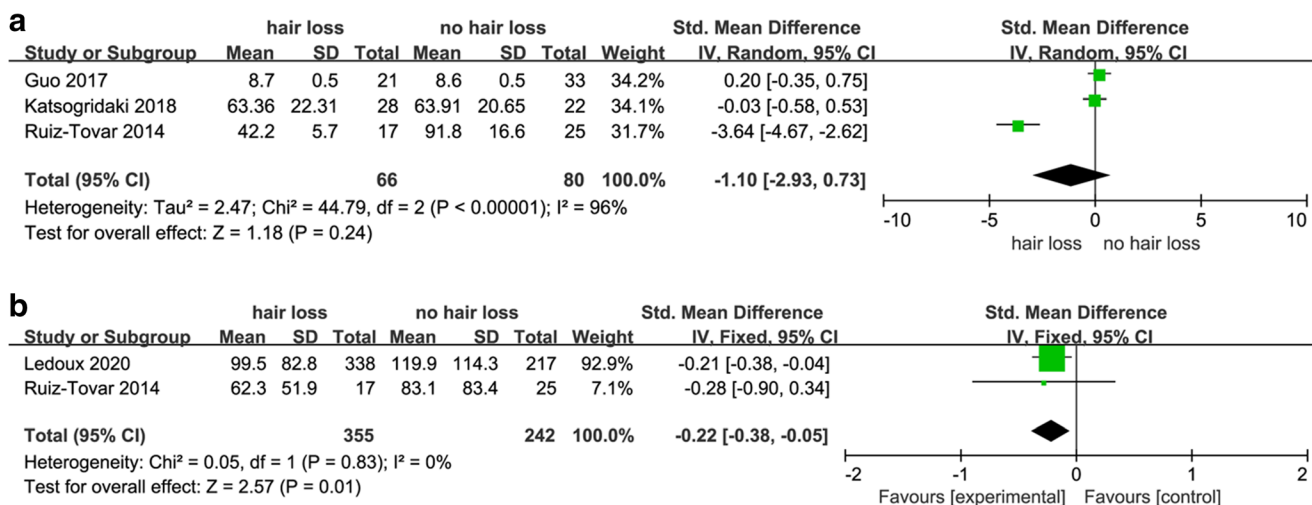 a
hair loss no hair loss Std. Mean Difference Std. Mean Difference
Study or Subgroup Mean SD Total Mean SD Total Weight IV, Random, 95% CI IV, Random, 95% CI
Guo 2017 8.7 0.5 21 8.6 0.5 33 34.2% 0.20 [-0.35, 0.75]
Katsogridaki 2018 63.36 22.31 28 63.91 20.65 22 34.1% -0.03 [-0.58, 0.53]
Ruiz-Tovar 2014 42.2 5.7 17 91.8 16.6 25 31.7% -3.64 [-4.67, -2.62]
Total (95% CI) 66 80 100.0% -1.10 [-2.93, 0.73]
Heterogeneity: Tau² = 2.47; Chi² = 44.79, df = 2 (P < 0.00001); I² = 96%
Test for overall effect: Z = 1.18 (P = 0.24)
-10 -5 0 5 10
hair loss no hair loss
b
hair loss no hair loss Std. Mean Difference Std. Mean Difference
Study or Subgroup Mean SD Total Mean SD Total Weight IV, Fixed, 95% CI IV, Fixed, 95% CI
Ledoux 2020 99.5 82.8 338 119.9 114.3 217 92.9% -0.21 [-0.38, -0.04]
Ruiz-Tovar 2014 62.3 51.9 17 83.1 83.4 25 7.1% -0.28 [-0.90, 0.34]
Total (95% CI) 355 242 100.0% -0.22 [-0.38, -0.05]
Heterogeneity: Chi² = 0.05, df = 1 (P = 0.83); I² = 0%
Test for overall effect: Z = 2.57 (P = 0.01)
-2 -1 0 1 2
Favours [experimental] Favours [control]